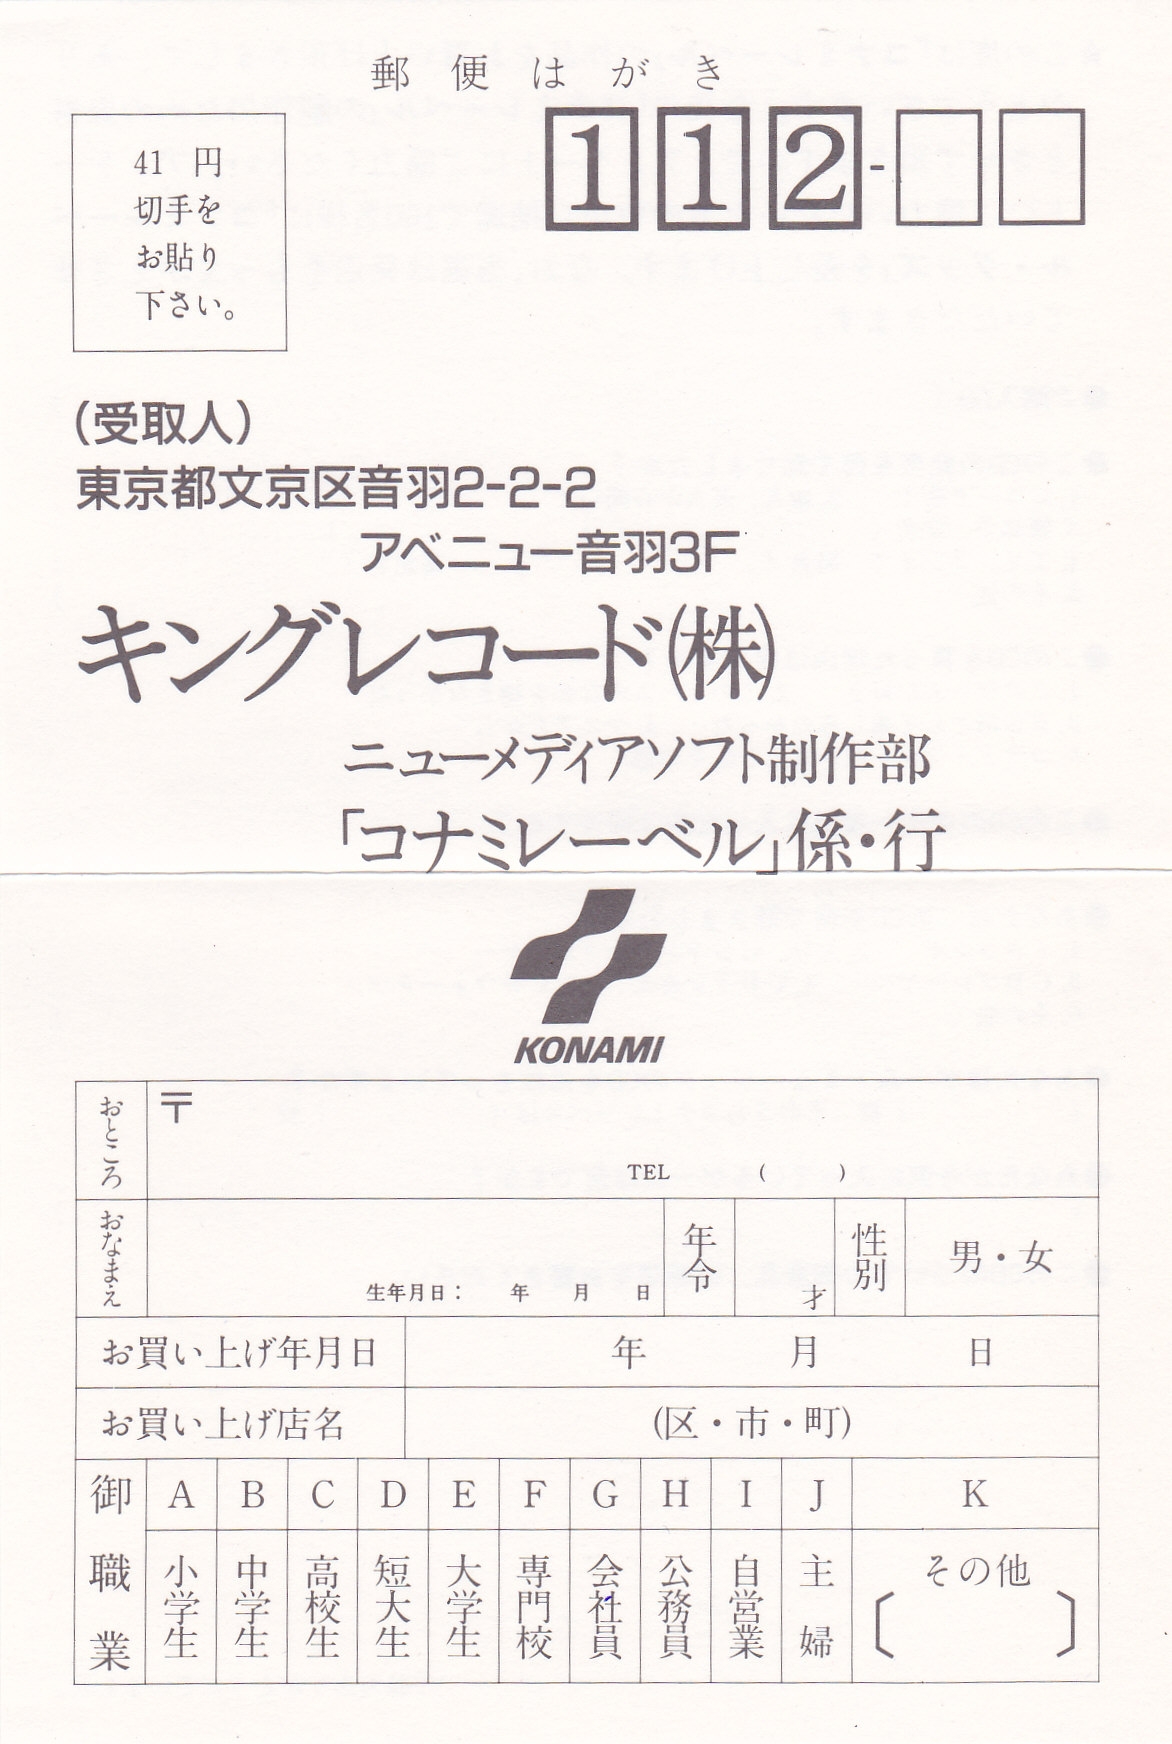 郵便はがき
112-
41 円
切手を
お貼り
下さい。
(受取人)
東京都文京区音羽2-2-2
アベニュー音羽3F
キングレコード(株)
ニューメディアソフト制作部
「コナミレーベル」係・行
KONAMI
おところ
〒
TEL ( )
おなまえ
生年月日: 年 月 日
年令
才
性別
男・女
お買い上げ年月日
年 月 日
お買い上げ店名
(区・市・町)
御職業
A B C D E F G H I J K
小学生
中学生
高校生
短大生
大学生
専門校
会社員
公務員
自営業
主婦
その他
〔 〕